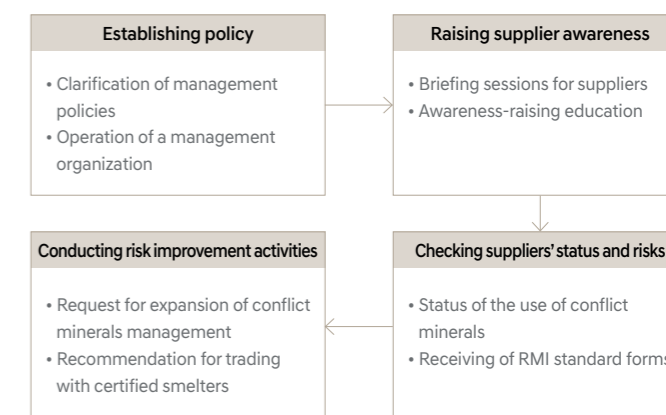 Establishing policy
• Clarification of management
policies
• Operation of a management
organization
Raising supplier awareness
• Briefing sessions for suppliers
• Awareness-raising education
Checking suppliers' status and risks
• Status of the use of conflict
minerals
• Receiving of RMI standard forms
Conducting risk improvement activities
• Request for expansion of conflict
minerals management
• Recommendation for trading
with certified smelters